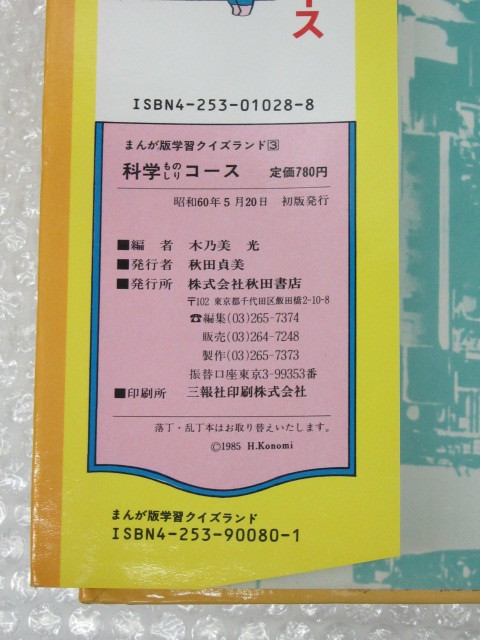 ース
ISBN4-253-01028-8
まんが版学習クイズランド3
科学ものしりコース 定価780円
昭和60年5月20日 初版発行
■編 者 木乃美 光
■発行者 秋田貞美
■発行所 株式会社秋田書店
〒102 東京都千代田区飯田橋2-10-8
☎編集(03)265-7374
販売(03)264-7248
製作(03)265-7373
振替口座東京3-99353番
■印刷所 三報社印刷株式会社
落丁・乱丁本はお取り替えいたします。
©1985 H.Konomi
まんが版学習クイズランド
ISBN4-253-90080-1